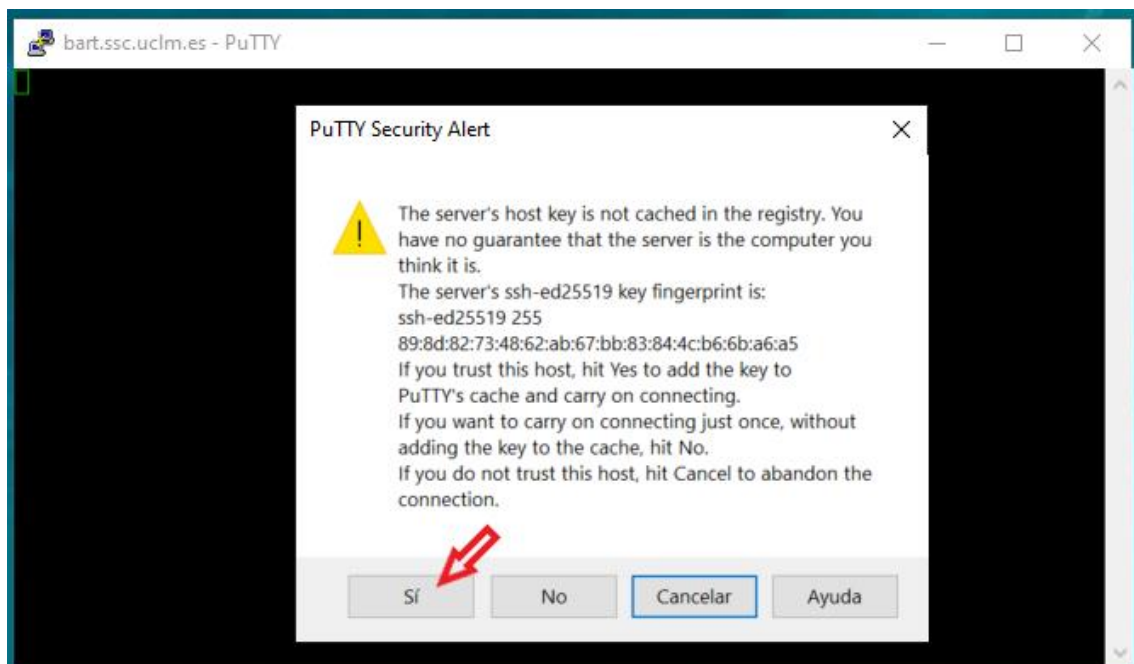 bart.ssc.uclm.es - PuTTY
PuTTY Security Alert
The server's host key is not cached in the registry. You
have no guarantee that the server is the computer you
think it is.
The server's ssh-ed25519 key fingerprint is:
ssh-ed25519 255
89:8d:82:73:48:62:ab:67:bb:83:84:4c:b6:6b:a6:a5
If you trust this host, hit Yes to add the key to
PuTTY's cache and carry on connecting.
If you want to carry on connecting just once, without
adding the key to the cache, hit No.
If you do not trust this host, hit Cancel to abandon the
connection.
Sí No Cancelar Ayuda